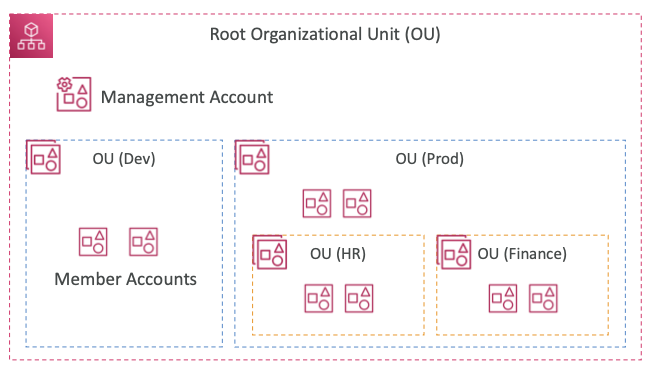 Root Organizational Unit (OU)
Management Account
OU (Dev)
OU (Prod)
Member Accounts
OU (HR)
OU (Finance)